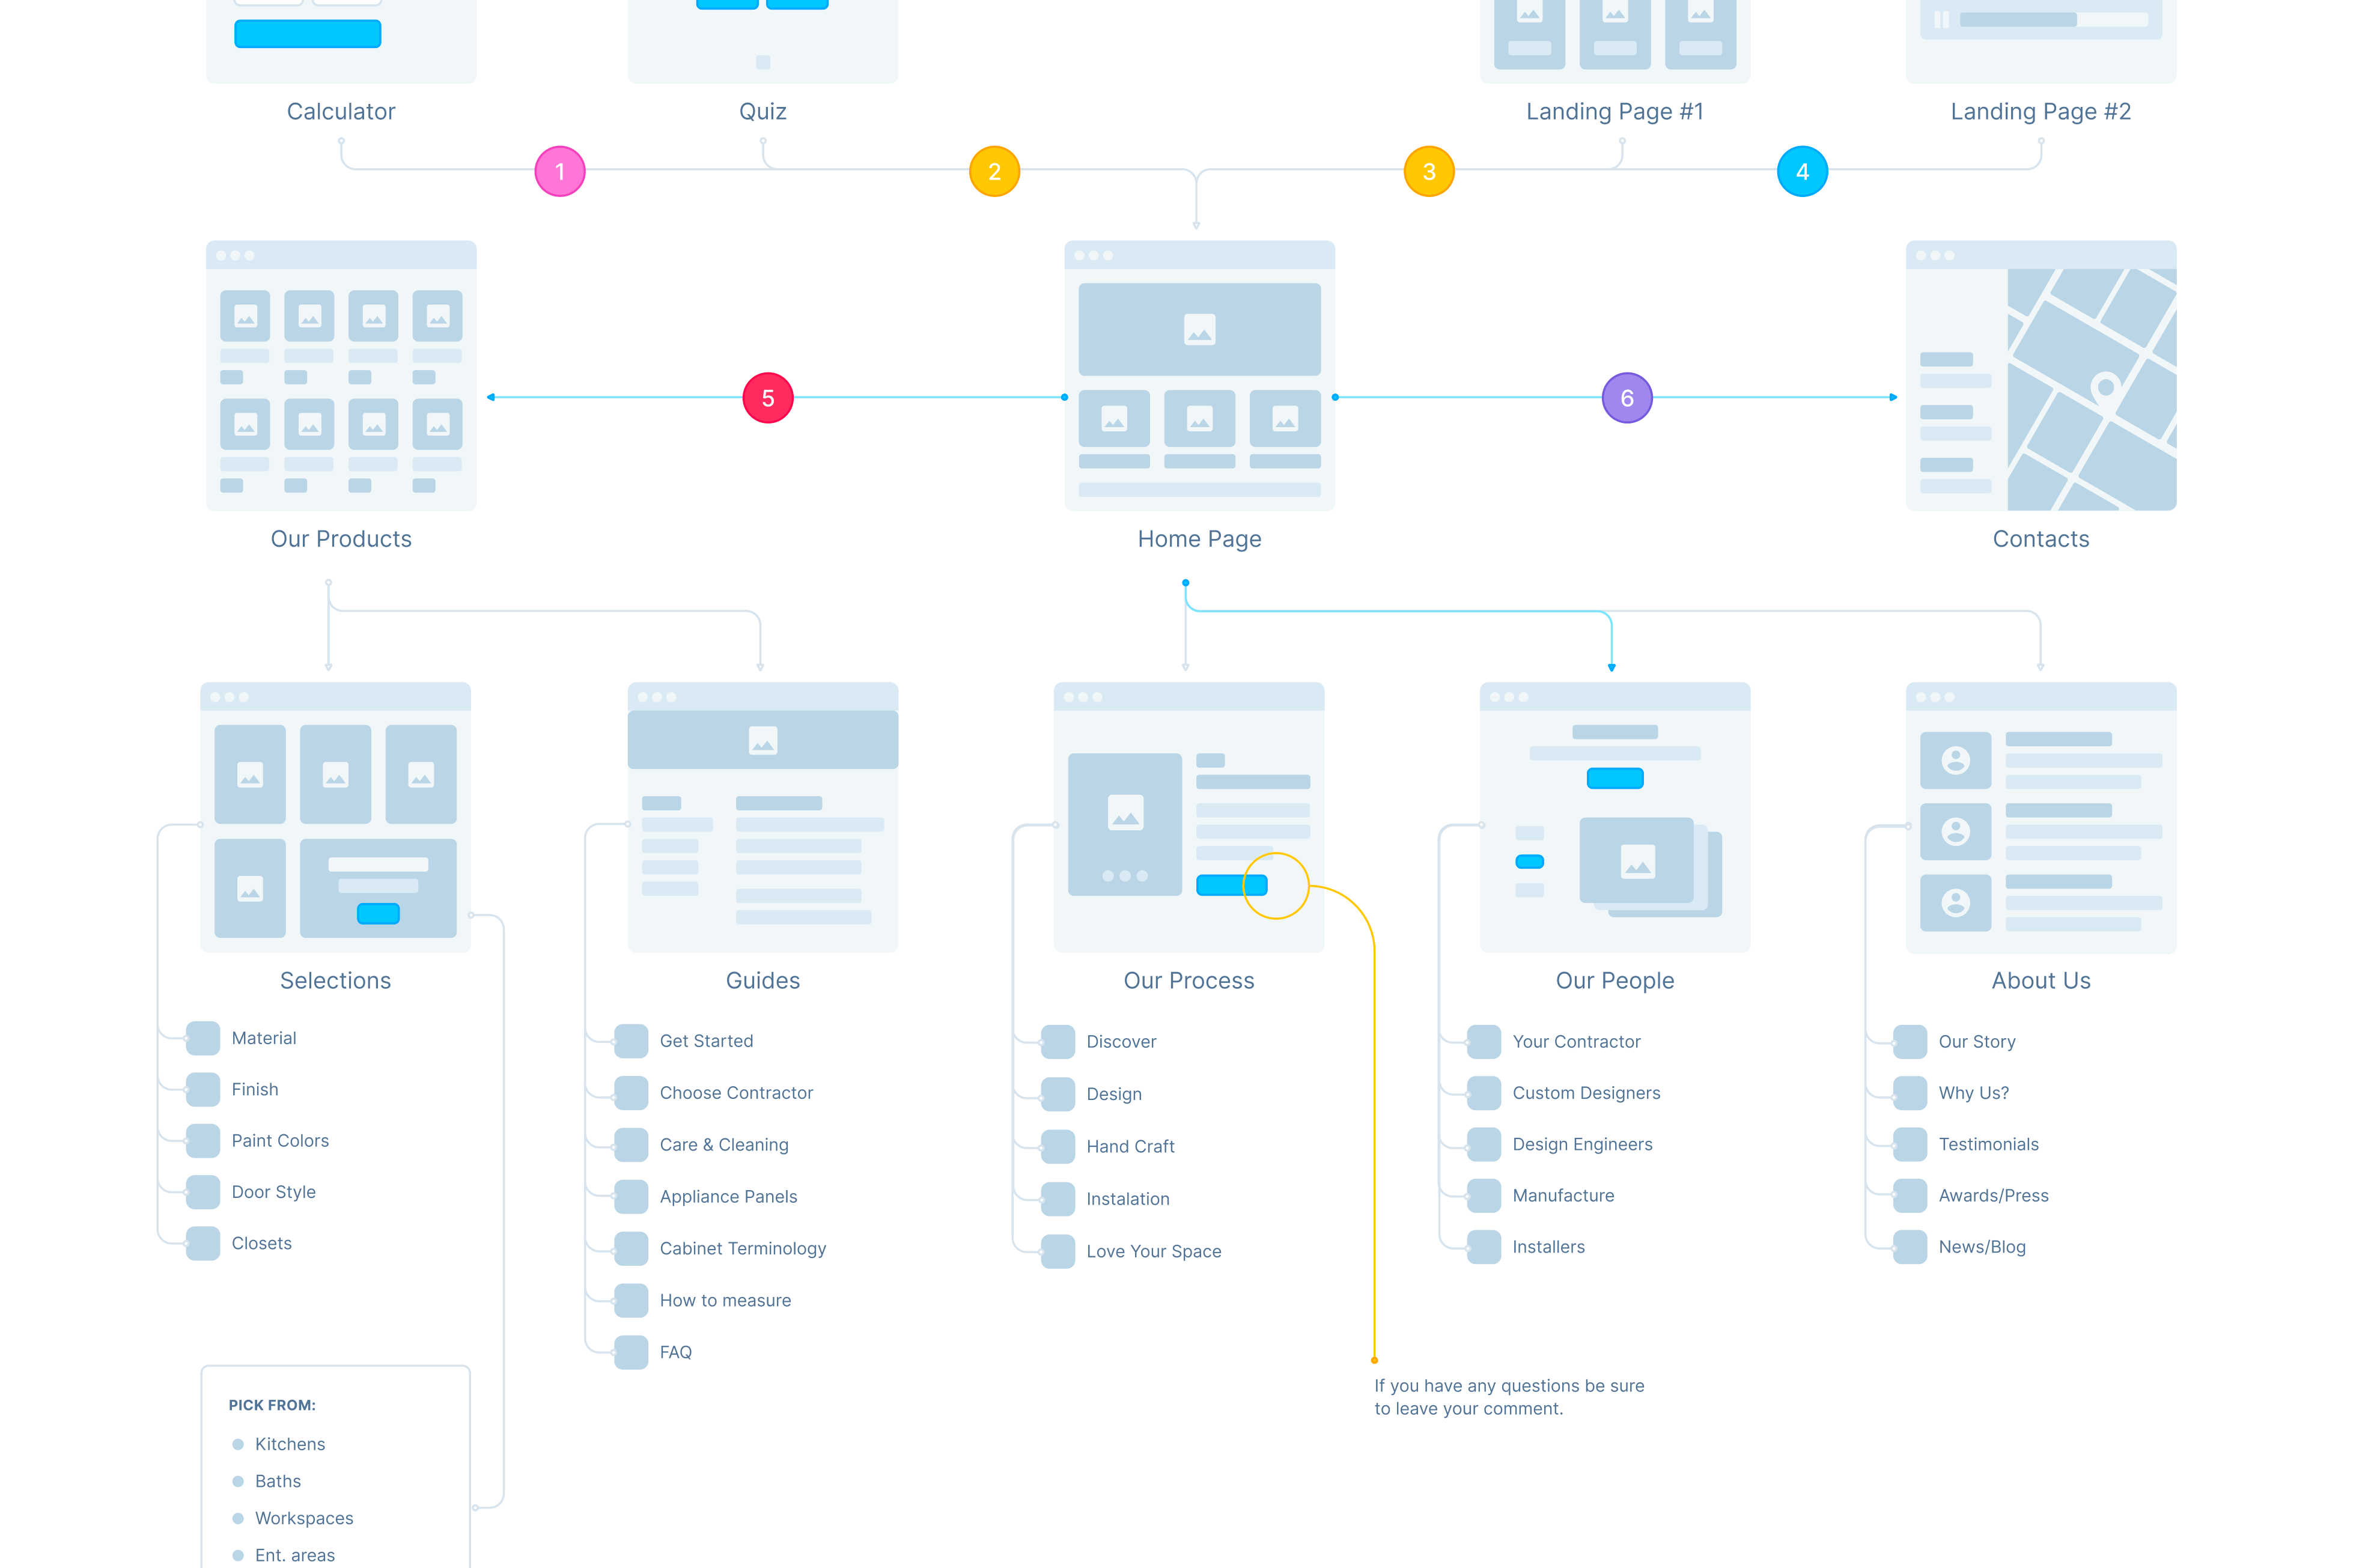 Calculator
Quiz
Landing Page #1
Landing Page #2
1
2
3
4
5
6
Our Products
Home Page
Contacts
Selections
Guides
Our Process
Our People
About Us
Material
Finish
Paint Colors
Door Style
Closets
Get Started
Choose Contractor
Care & Cleaning
Appliance Panels
Cabinet Terminology
How to measure
FAQ
Discover
Design
Hand Craft
Instalation
Love Your Space
Your Contractor
Custom Designers
Design Engineers
Manufacture
Installers
Our Story
Why Us?
Testimonials
Awards/Press
News/Blog
If you have any questions be sure
to leave your comment.
PICK FROM:
Kitchens
Baths
Workspaces
Ent. areas